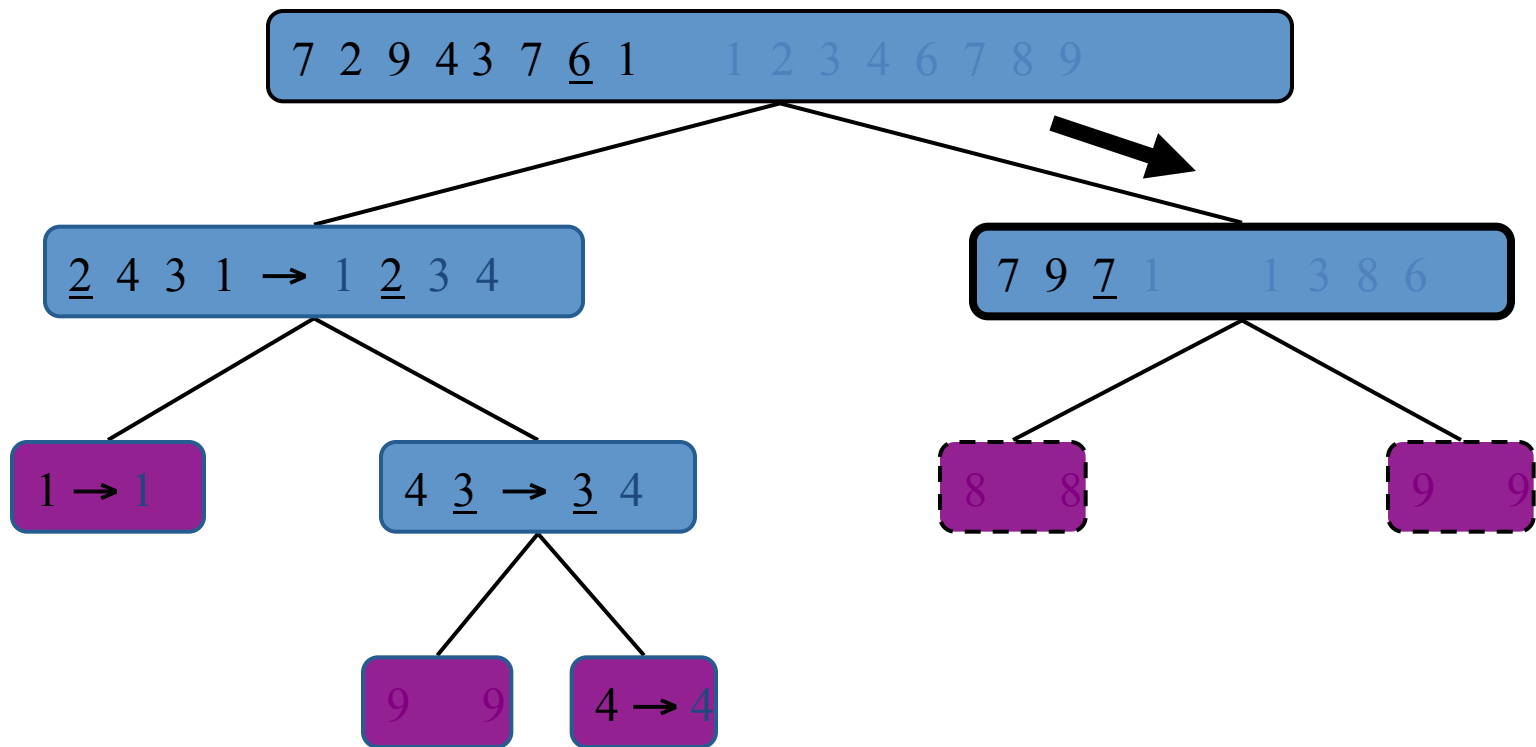 7 2 9 4 3 7 6 1 1 2 3 4 6 7 8 9
2 4 3 1 → 1 2 3 4
7 9 7 1 1 3 8 6
1 → 1
4 3 → 3 4
8 8
9 9
9 9
4 → 4